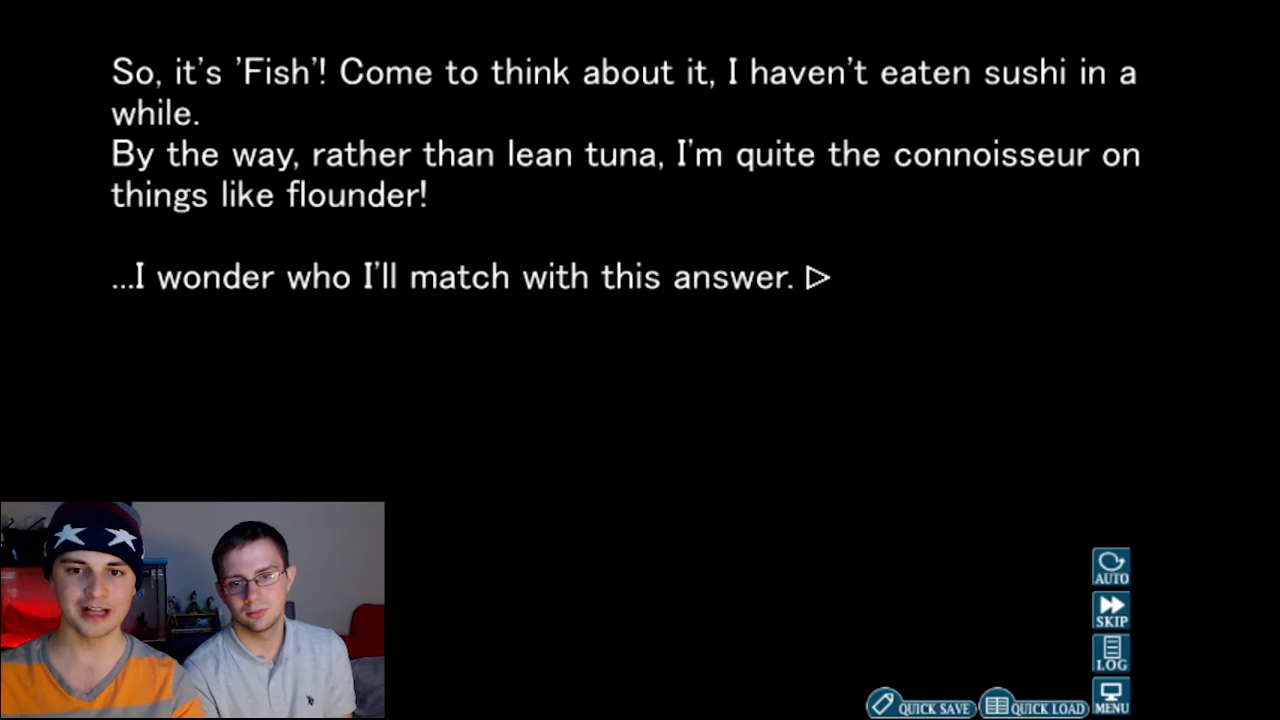 So, it's 'Fish'! Come to think about it, I haven't eaten sushi in a
while.
By the way, rather than lean tuna, I'm quite the connoisseur on
things like flounder!
...I wonder who I'll match with this answer.
AUTO
SKIP
LOG
QUICK SAVE
QUICK LOAD
MENU